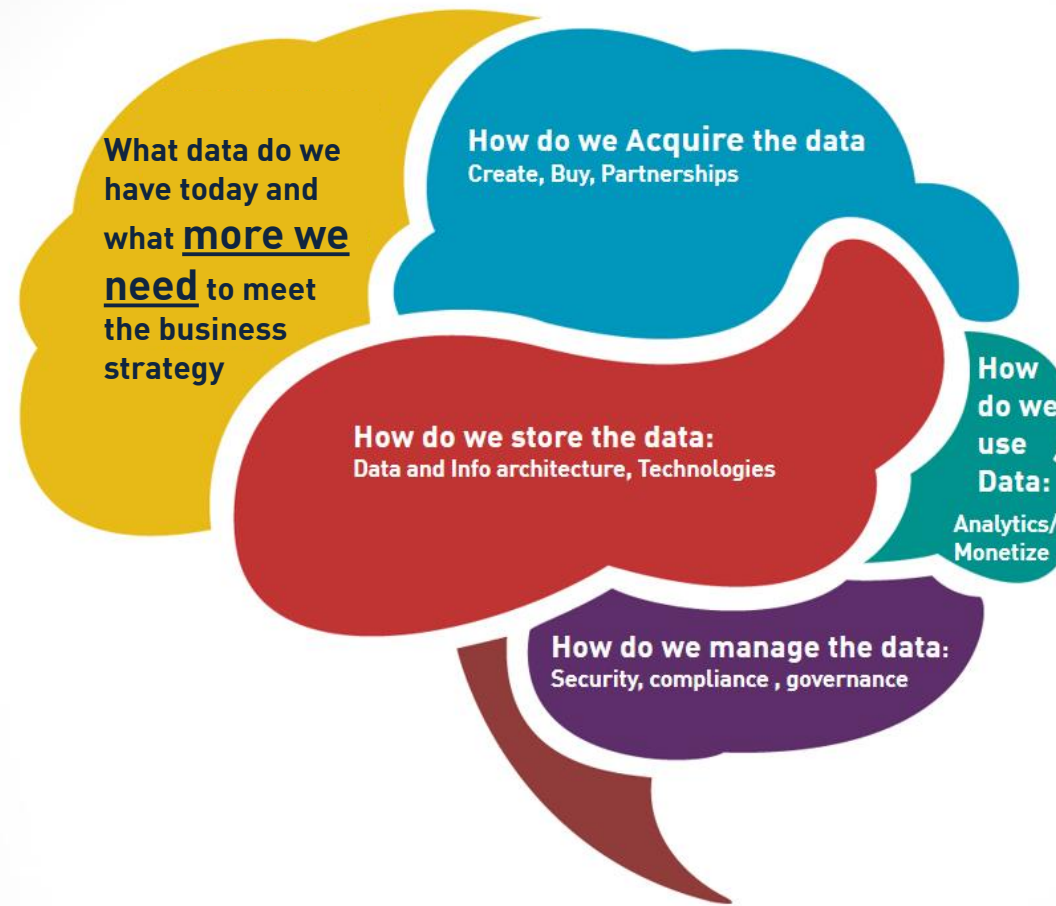 What data do we
have today and
what more we
need to meet
the business
strategy
How do we Acquire the data
Create, Buy, Partnerships
How do we store the data:
Data and Info architecture, Technologies
How
do we
use
Data:
Analytics/
Monetize
How do we manage the data:
Security, compliance , governance